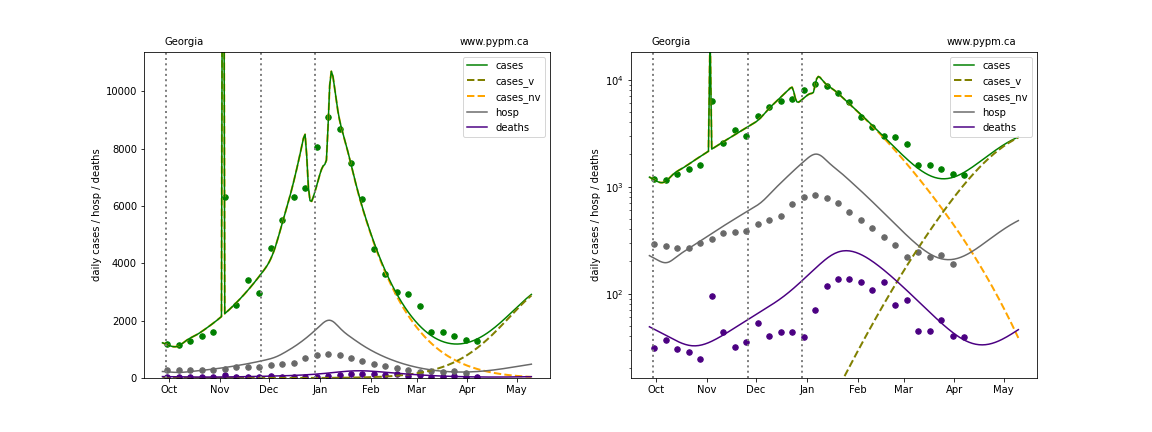 Georgia www.pypm.ca
daily cases / hosp / deaths
10000
8000
6000
4000
2000
0
cases
cases_v
cases_nv
hosp
deaths
Oct Nov Dec Jan Feb Mar Apr May
Georgia www.pypm.ca
daily cases / hosp / deaths
10⁴
10³
10²
cases
cases_v
cases_nv
hosp
deaths
Oct Nov Dec Jan Feb Mar Apr May